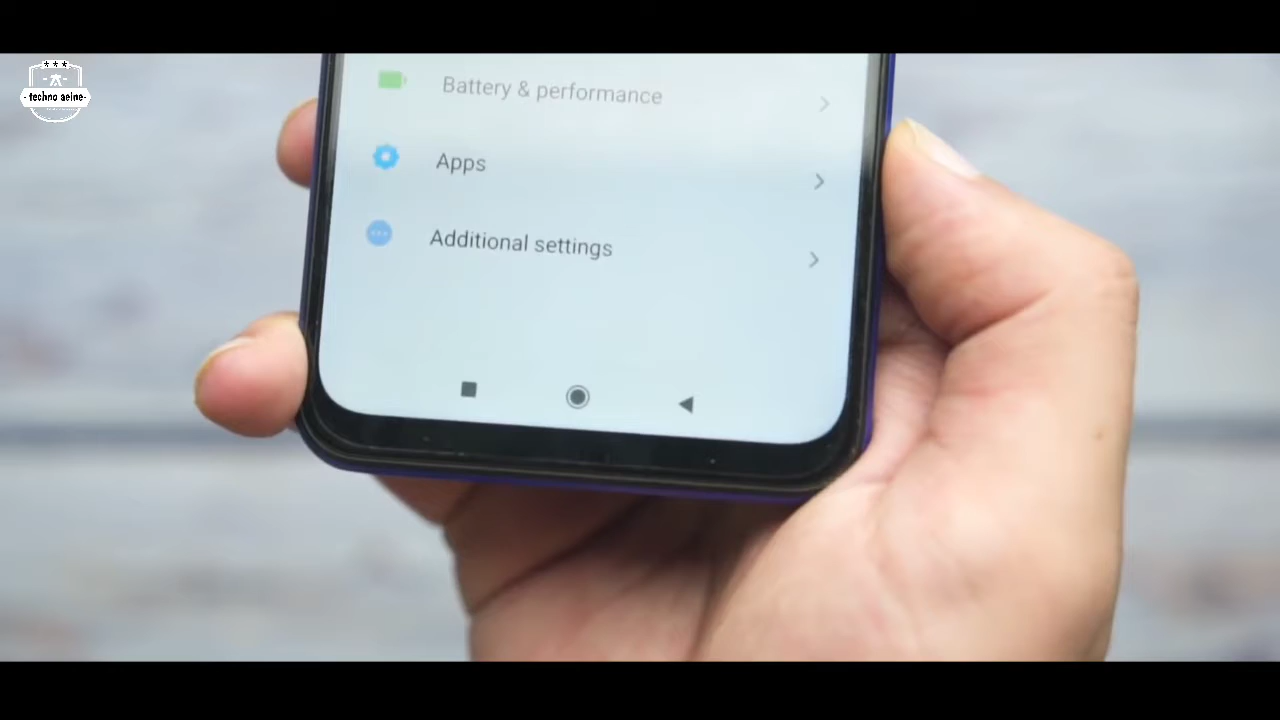 techno aeine
Battery & performance
Apps
Additional settings